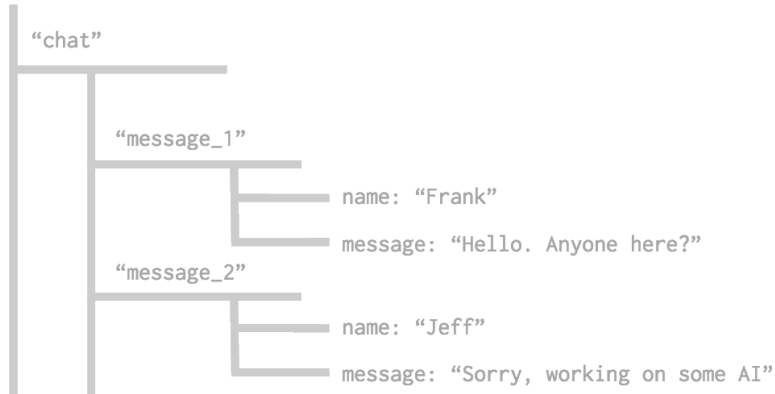 “chat”
“message_1”
name: “Frank”
message: “Hello. Anyone here?”
“message_2”
name: “Jeff”
message: “Sorry, working on some AI”